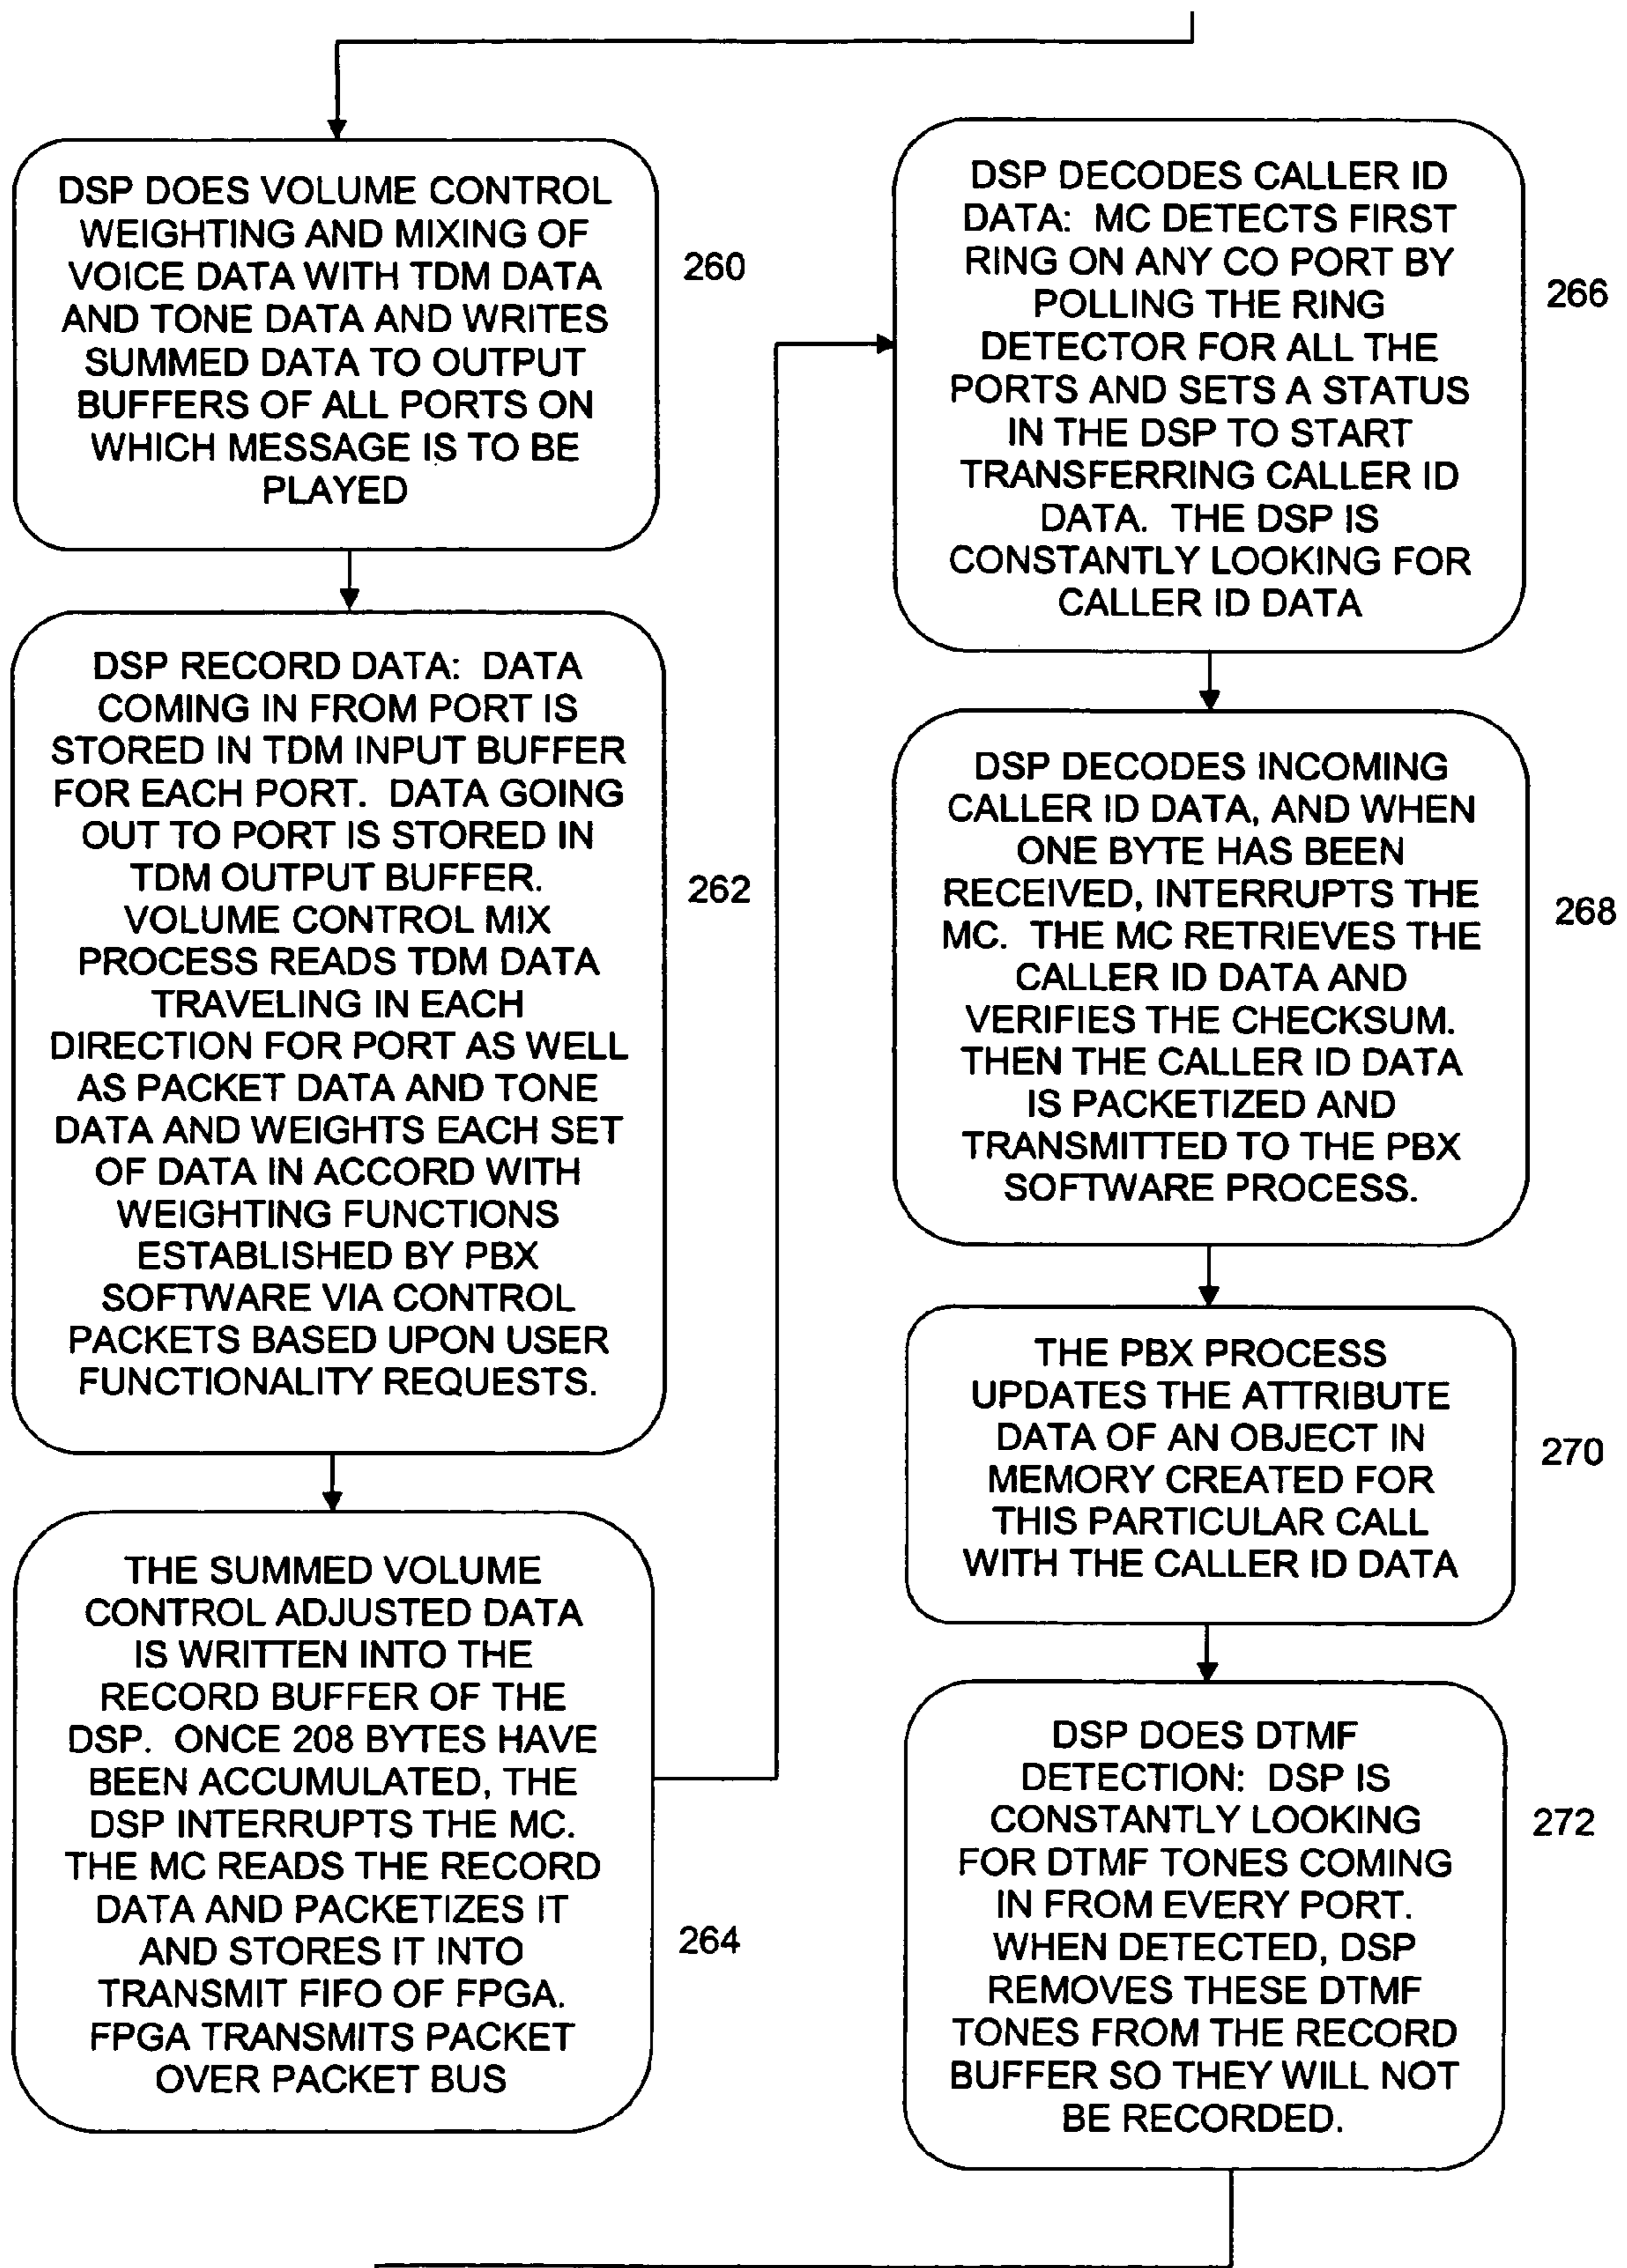 DSP DOES VOLUME CONTROL
WEIGHTING AND MIXING OF
VOICE DATA WITH TDM DATA
AND TONE DATA AND WRITES
SUMMED DATA TO OUTPUT
BUFFERS OF ALL PORTS ON
WHICH MESSAGE IS TO BE
PLAYED
260
DSP RECORD DATA: DATA
COMING IN FROM PORT IS
STORED IN TDM INPUT BUFFER
FOR EACH PORT. DATA GOING
OUT TO PORT IS STORED IN
TDM OUTPUT BUFFER.
VOLUME CONTROL MIX
PROCESS READS TDM DATA
TRAVELING IN EACH
DIRECTION FOR PORT AS WELL
AS PACKET DATA AND TONE
DATA AND WEIGHTS EACH SET
OF DATA IN ACCORD WITH
WEIGHTING FUNCTIONS
ESTABLISHED BY PBX
SOFTWARE VIA CONTROL
PACKETS BASED UPON USER
FUNCTIONALITY REQUESTS.
262
THE SUMMED VOLUME
CONTROL ADJUSTED DATA
IS WRITTEN INTO THE
RECORD BUFFER OF THE
DSP. ONCE 208 BYTES HAVE
BEEN ACCUMULATED, THE
DSP INTERRUPTS THE MC.
THE MC READS THE RECORD
DATA AND PACKETIZES IT
AND STORES IT INTO
TRANSMIT FIFO OF FPGA.
FPGA TRANSMITS PACKET
OVER PACKET BUS
264
DSP DECODES CALLER ID
DATA: MC DETECTS FIRST
RING ON ANY CO PORT BY
POLLING THE RING
DETECTOR FOR ALL THE
PORTS AND SETS A STATUS
IN THE DSP TO START
TRANSFERRING CALLER ID
DATA. THE DSP IS
CONSTANTLY LOOKING FOR
CALLER ID DATA
266
DSP DECODES INCOMING
CALLER ID DATA, AND WHEN
ONE BYTE HAS BEEN
RECEIVED, INTERRUPTS THE
MC. THE MC RETRIEVES THE
CALLER ID DATA AND
VERIFIES THE CHECKSUM.
THEN THE CALLER ID DATA
IS PACKETIZED AND
TRANSMITTED TO THE PBX
SOFTWARE PROCESS.
268
THE PBX PROCESS
UPDATES THE ATTRIBUTE
DATA OF AN OBJECT IN
MEMORY CREATED FOR
THIS PARTICULAR CALL
WITH THE CALLER ID DATA
270
DSP DOES DTMF
DETECTION: DSP IS
CONSTANTLY LOOKING
FOR DTMF TONES COMING
IN FROM EVERY PORT.
WHEN DETECTED, DSP
REMOVES THESE DTMF
TONES FROM THE RECORD
BUFFER SO THEY WILL NOT
BE RECORDED.
272